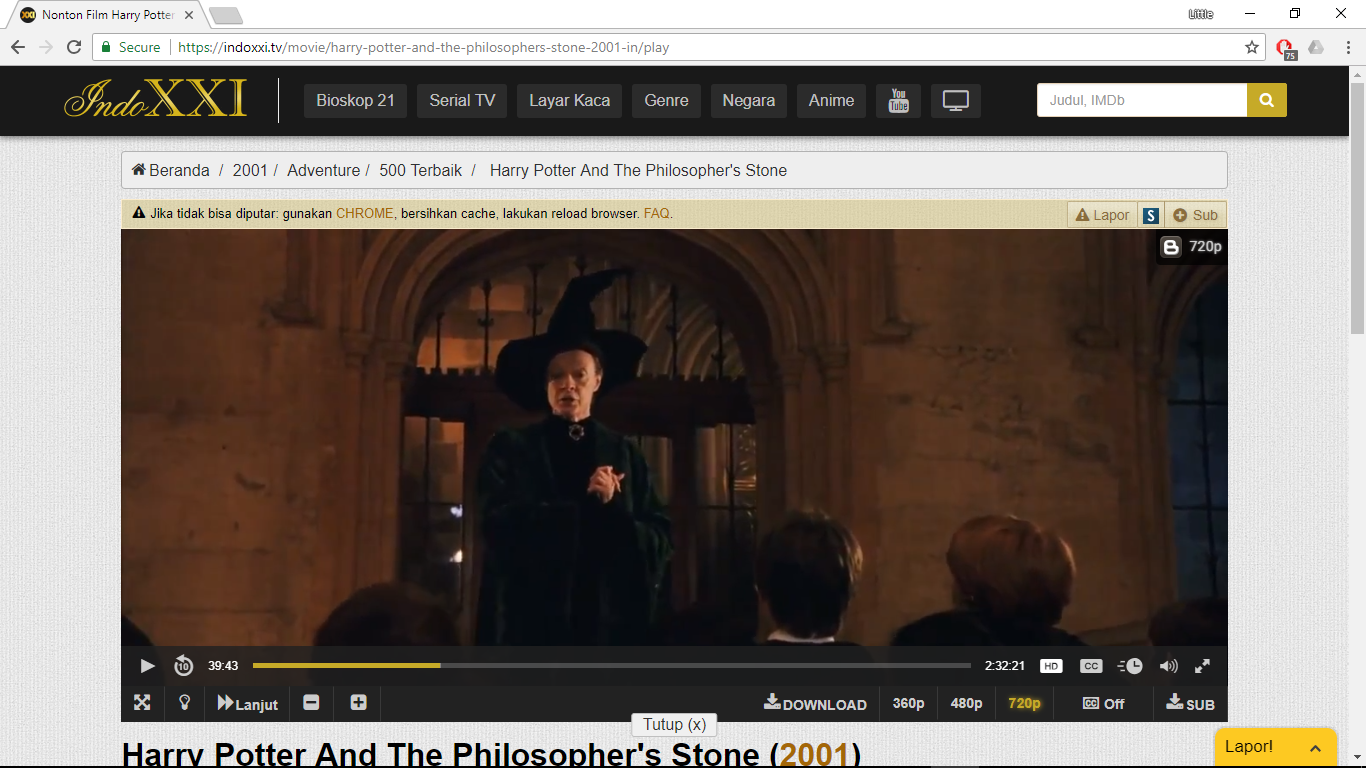 Nonton Film Harry Potter
Little
Secure https://indoxxi.tv/movie/harry-potter-and-the-philosophers-stone-2001-in/play
75
IndoXXI
Bioskop 21 Serial TV Layar Kaca Genre Negara Anime You Tube Judul, IMDb
Beranda / 2001 / Adventure / 500 Terbaik / Harry Potter And The Philosopher's Stone
Jika tidak bisa diputar: gunakan CHROME, bersihkan cache, lakukan reload browser. FAQ. Lapor S Sub
720p
10 39:43 2:32:21 HD CC
Lanjut DOWNLOAD 360p 480p 720p CC Off SUB
Tutup (x)
Harry Potter And The Philosopher's Stone (2001)
Lapor!